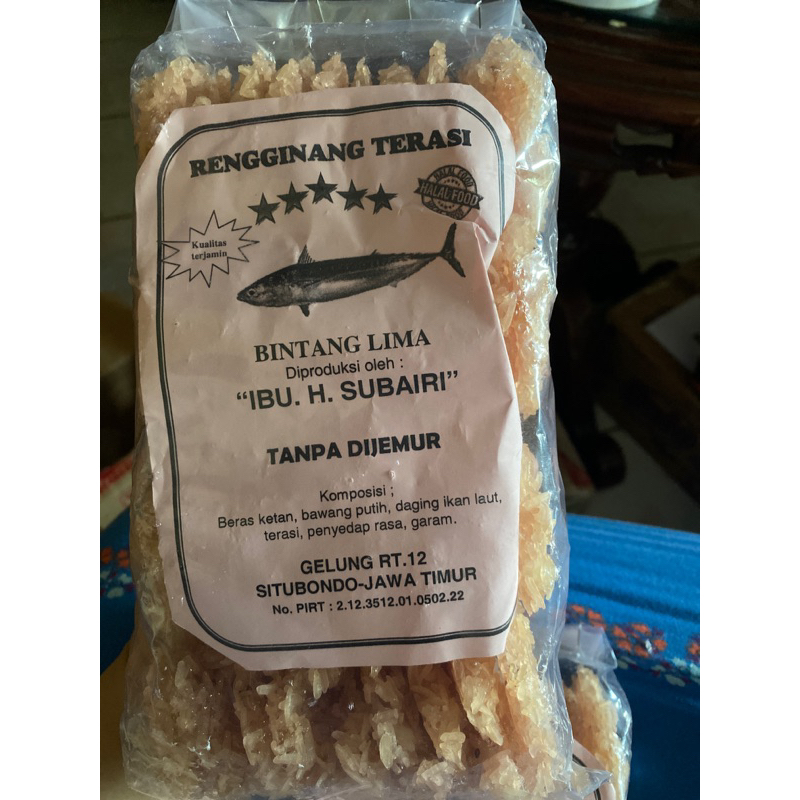 RENGGINANG TERASI
HALAL FOOD
HALAL FOOD
Kualitas
terjamin
BINTANG LIMA
Diproduksi oleh :
“IBU. H. SUBAIRI”
TANPA DIJEMUR
Komposisi ;
Beras ketan, bawang putih, daging ikan laut,
terasi, penyedap rasa, garam.
GELUNG RT.12
SITUBONDO-JAWA TIMUR
No. PIRT : 2.12.3512.01.0502.22